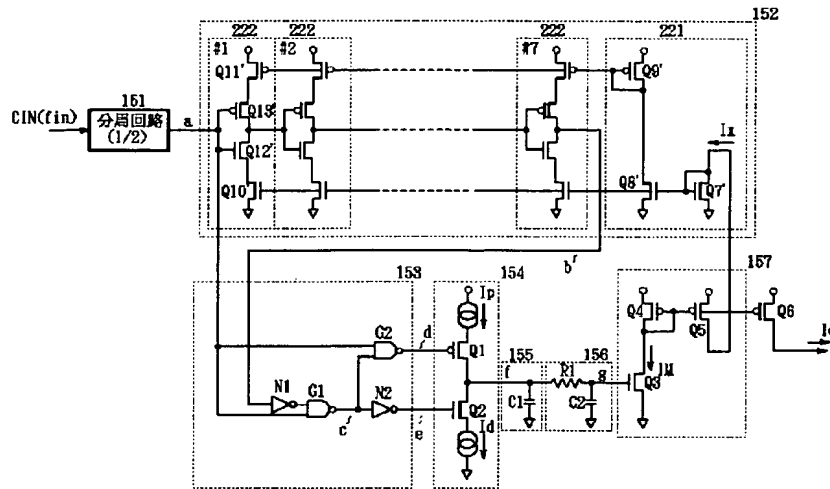 222
222
222
221
152
#1
#2
#7
Q11'
Q9'
151
CIN(fin)
分周回路
(1/2)
a
Q13'
Q12'
Q10'
Q8'
Q7'
b
153
154
157
Ip
G2
d
Q1
Q4
Q5
Q6
155
156
f
R1
g
N1
G1
N2
Q2
C1
C2
Q3
IM
c
e
Id